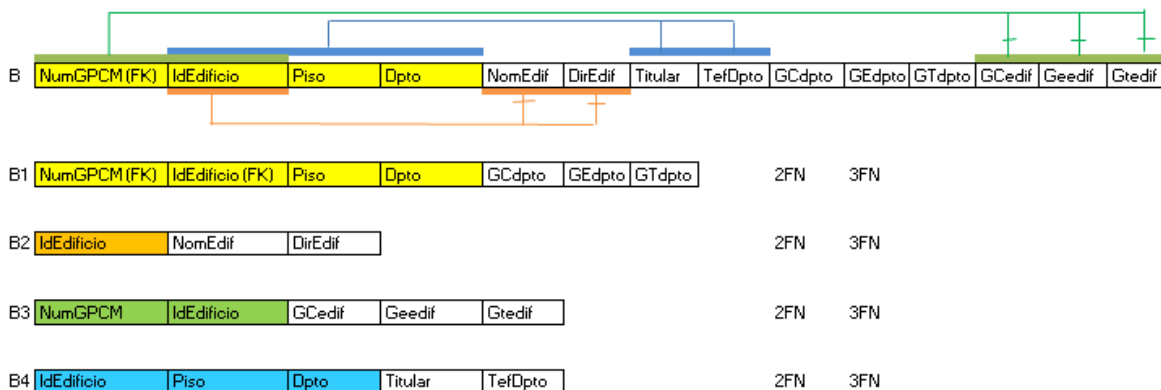 B NumGPCM (FK) IdEdificio Piso Dpto NomEdif DirEdif Titular TefDpto GCdpto GEdpto GTdpto GCedif Geedif Gtedif
B1 NumGPCM (FK) IdEdificio (FK) Piso Dpto GCdpto GEdpto GTdpto 2FN 3FN
B2 IdEdificio NomEdif DirEdif 2FN 3FN
B3 NumGPCM IdEdificio GCedif Geedif Gtedif 2FN 3FN
B4 IdEdificio Piso Dpto Titular TefDpto 2FN 3FN